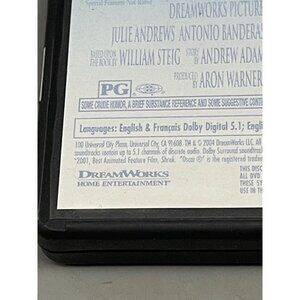 Special Features Not Rated
DREAMWORKS PICTUR
JULIE ANDREWS ANTONIO BANDERAS
BASED UPON THE BOOK BY WILLIAM STEIG STORY BY ANDREW ADAM
PRODUCED BY ARON WARNER
PG
SOME CRUDE HUMOR, A BRIEF SUBSTANCE REFERENCE AND SOME SUGGESTIVE CONT
Languages: English & Français Dolby Digital 5.1; Engli
100 Universal City Plaza, Universal City, CA 91608. TM & © 2004 DreamWorks LLC. All
soundtracks contain up to 5.1 channels of discrete audio. Dolby Surround soundtrac
*2001, Best Animated Feature Film, Shrek. "Oscar ®" is the registered
THIS DISC
DREAMWORKS
ALL DVD
HOME ENTERTAINMENT
THESE SY
USE IN TH